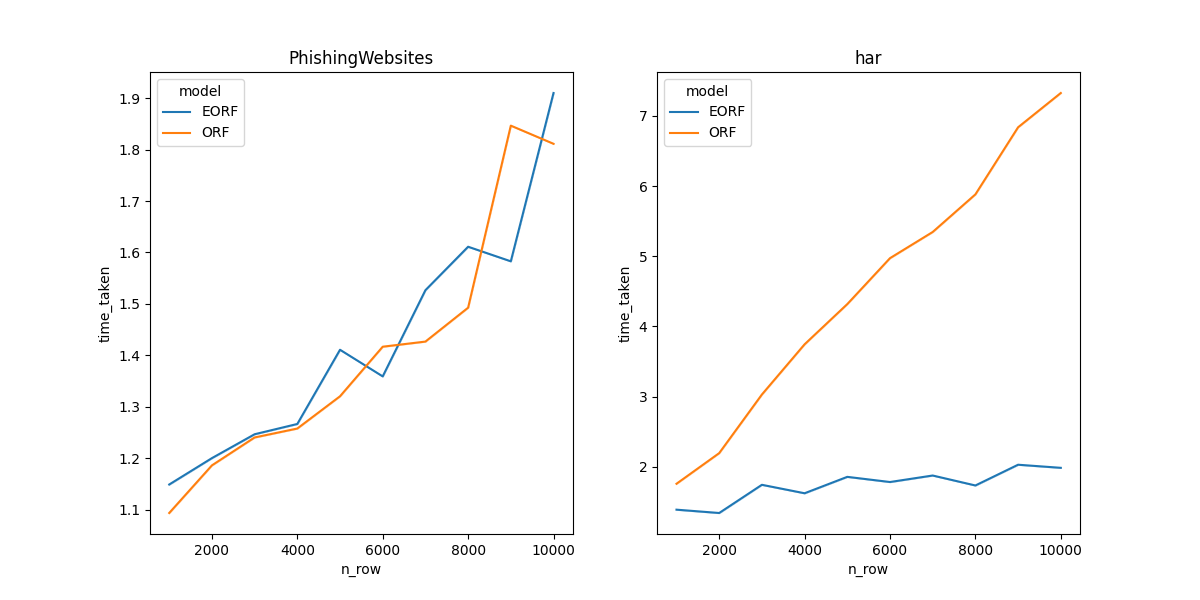 PhishingWebsites
model
EORF
ORF
1.9
1.8
1.7
1.6
1.5
1.4
1.3
1.2
1.1
time_taken
2000 4000 6000 8000 10000
n_row
har
model
EORF
ORF
7
6
5
4
3
2
time_taken
2000 4000 6000 8000 10000
n_row